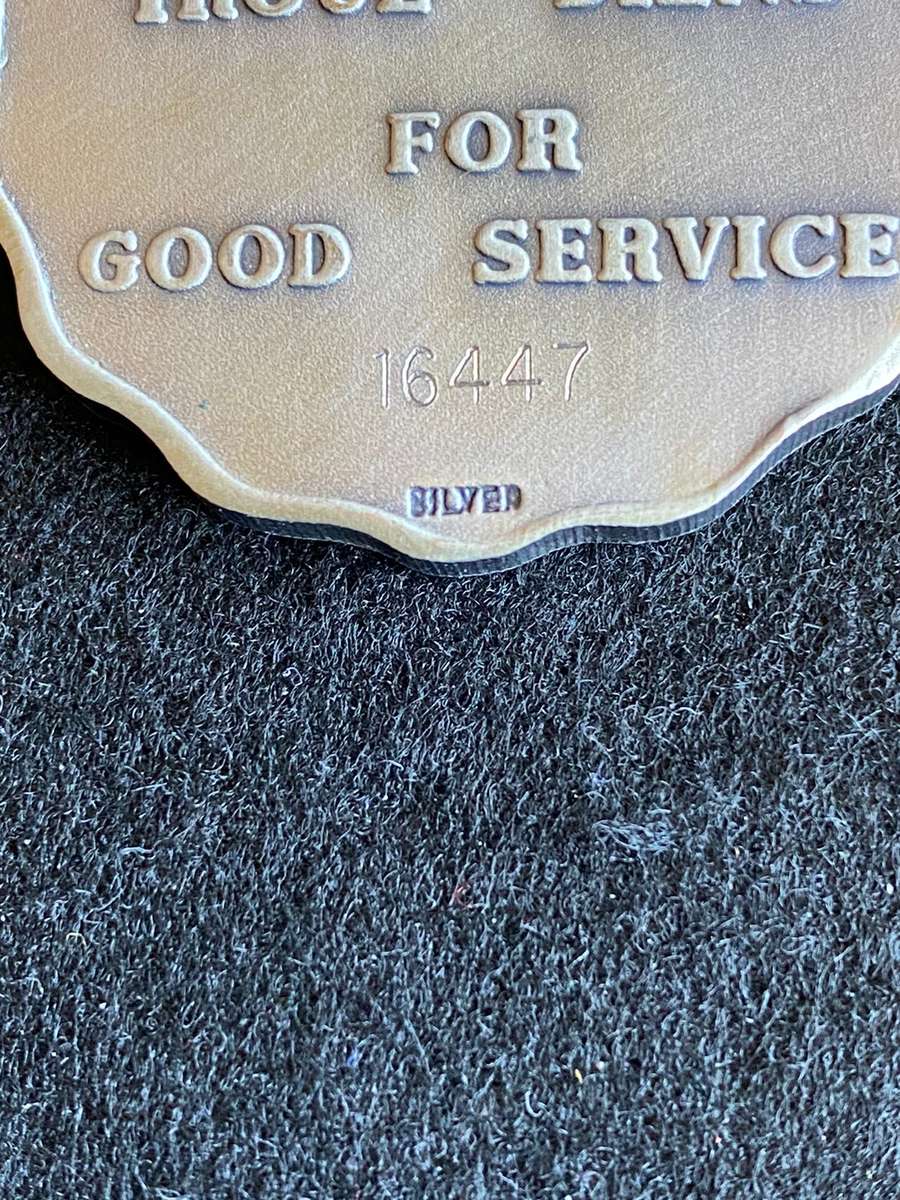 FOR
GOOD SERVICE
16447
SILVER